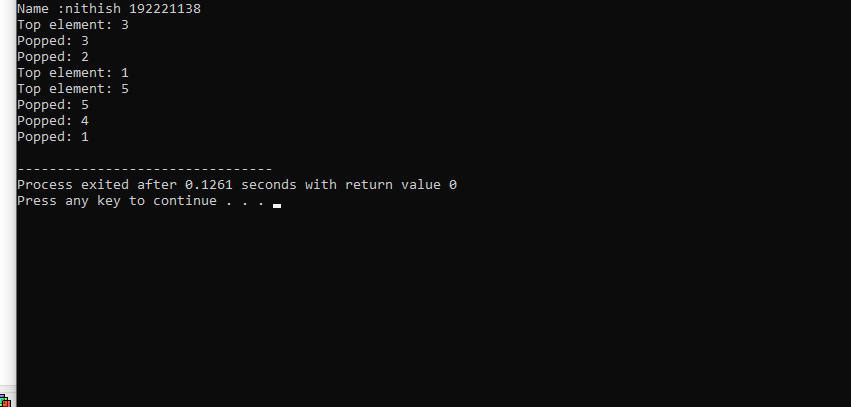 Name :nithish 192221138
Top element: 3
Popped: 3
Popped: 2
Top element: 1
Top element: 5
Popped: 5
Popped: 4
Popped: 1
--------------------------------
Process exited after 0.1261 seconds with return value 0
Press any key to continue . . .